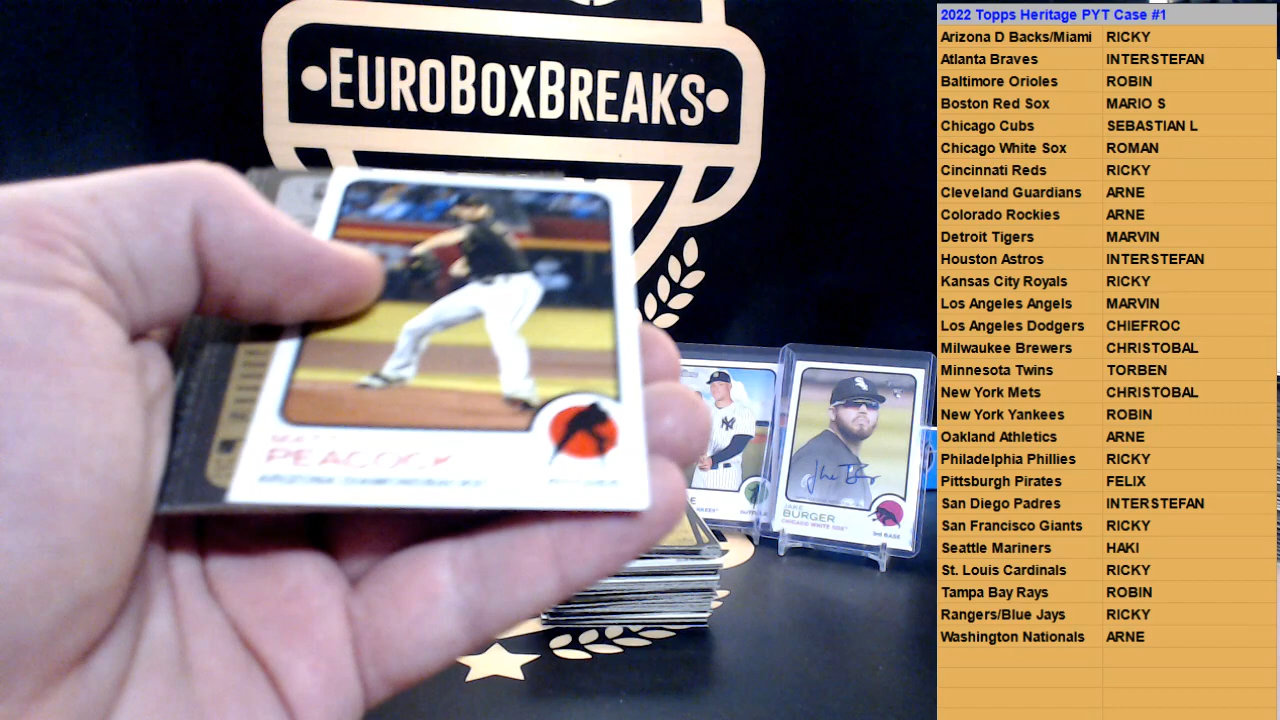 •EUROBOXBREAKS•
PEACOCK
ARIZONA DIAMONDBACKS
JAKE
BURGER
CHICAGO WHITE SOX
3rd BASE
2022 Topps Heritage PYT Case #1
Arizona D Backs/Miami RICKY
Atlanta Braves INTERSTEFAN
Baltimore Orioles ROBIN
Boston Red Sox MARIO S
Chicago Cubs SEBASTIAN L
Chicago White Sox ROMAN
Cincinnati Reds RICKY
Cleveland Guardians ARNE
Colorado Rockies ARNE
Detroit Tigers MARVIN
Houston Astros INTERSTEFAN
Kansas City Royals RICKY
Los Angeles Angels MARVIN
Los Angeles Dodgers CHIEFROC
Milwaukee Brewers CHRISTOBAL
Minnesota Twins TORBEN
New York Mets CHRISTOBAL
New York Yankees ROBIN
Oakland Athletics ARNE
Philadelphia Phillies RICKY
Pittsburgh Pirates FELIX
San Diego Padres INTERSTEFAN
San Francisco Giants RICKY
Seattle Mariners HAKI
St. Louis Cardinals RICKY
Tampa Bay Rays ROBIN
Rangers/Blue Jays RICKY
Washington Nationals ARNE